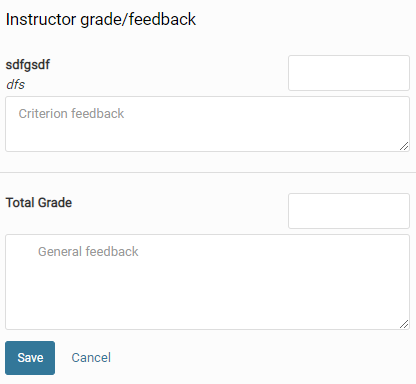 Instructor grade/feedback
sdfgsdf
dfs
Criterion feedback
Total Grade
General feedback
Save Cancel